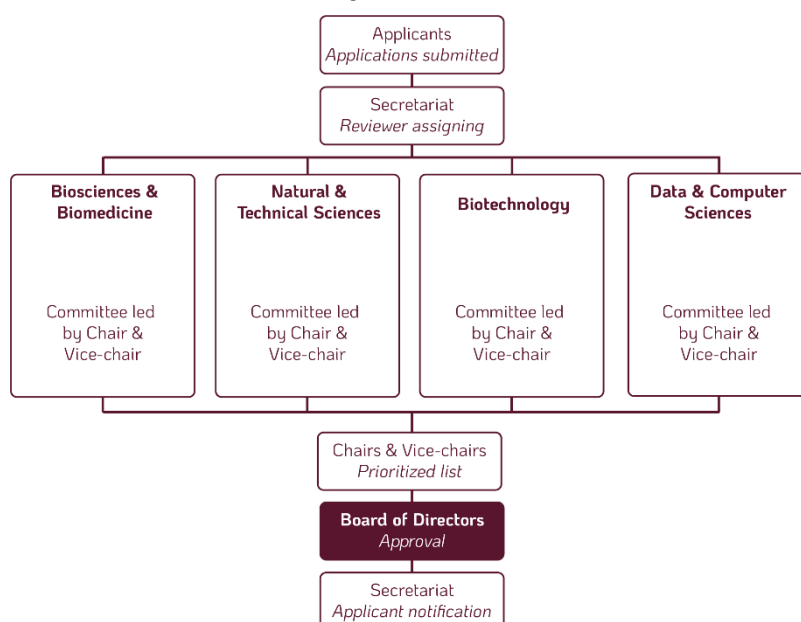 Applicants
Applications submitted
Secretariat
Reviewer assigning
Biosciences &
Biomedicine
Committee led
by Chair &
Vice-chair
Natural &
Technical Sciences
Committee led
by Chair &
Vice-chair
Biotechnology
Committee led
by Chair &
Vice-chair
Data & Computer
Sciences
Committee led
by Chair &
Vice-chair
Chairs & Vice-chairs
Prioritized list
Board of Directors
Approval
Secretariat
Applicant notification